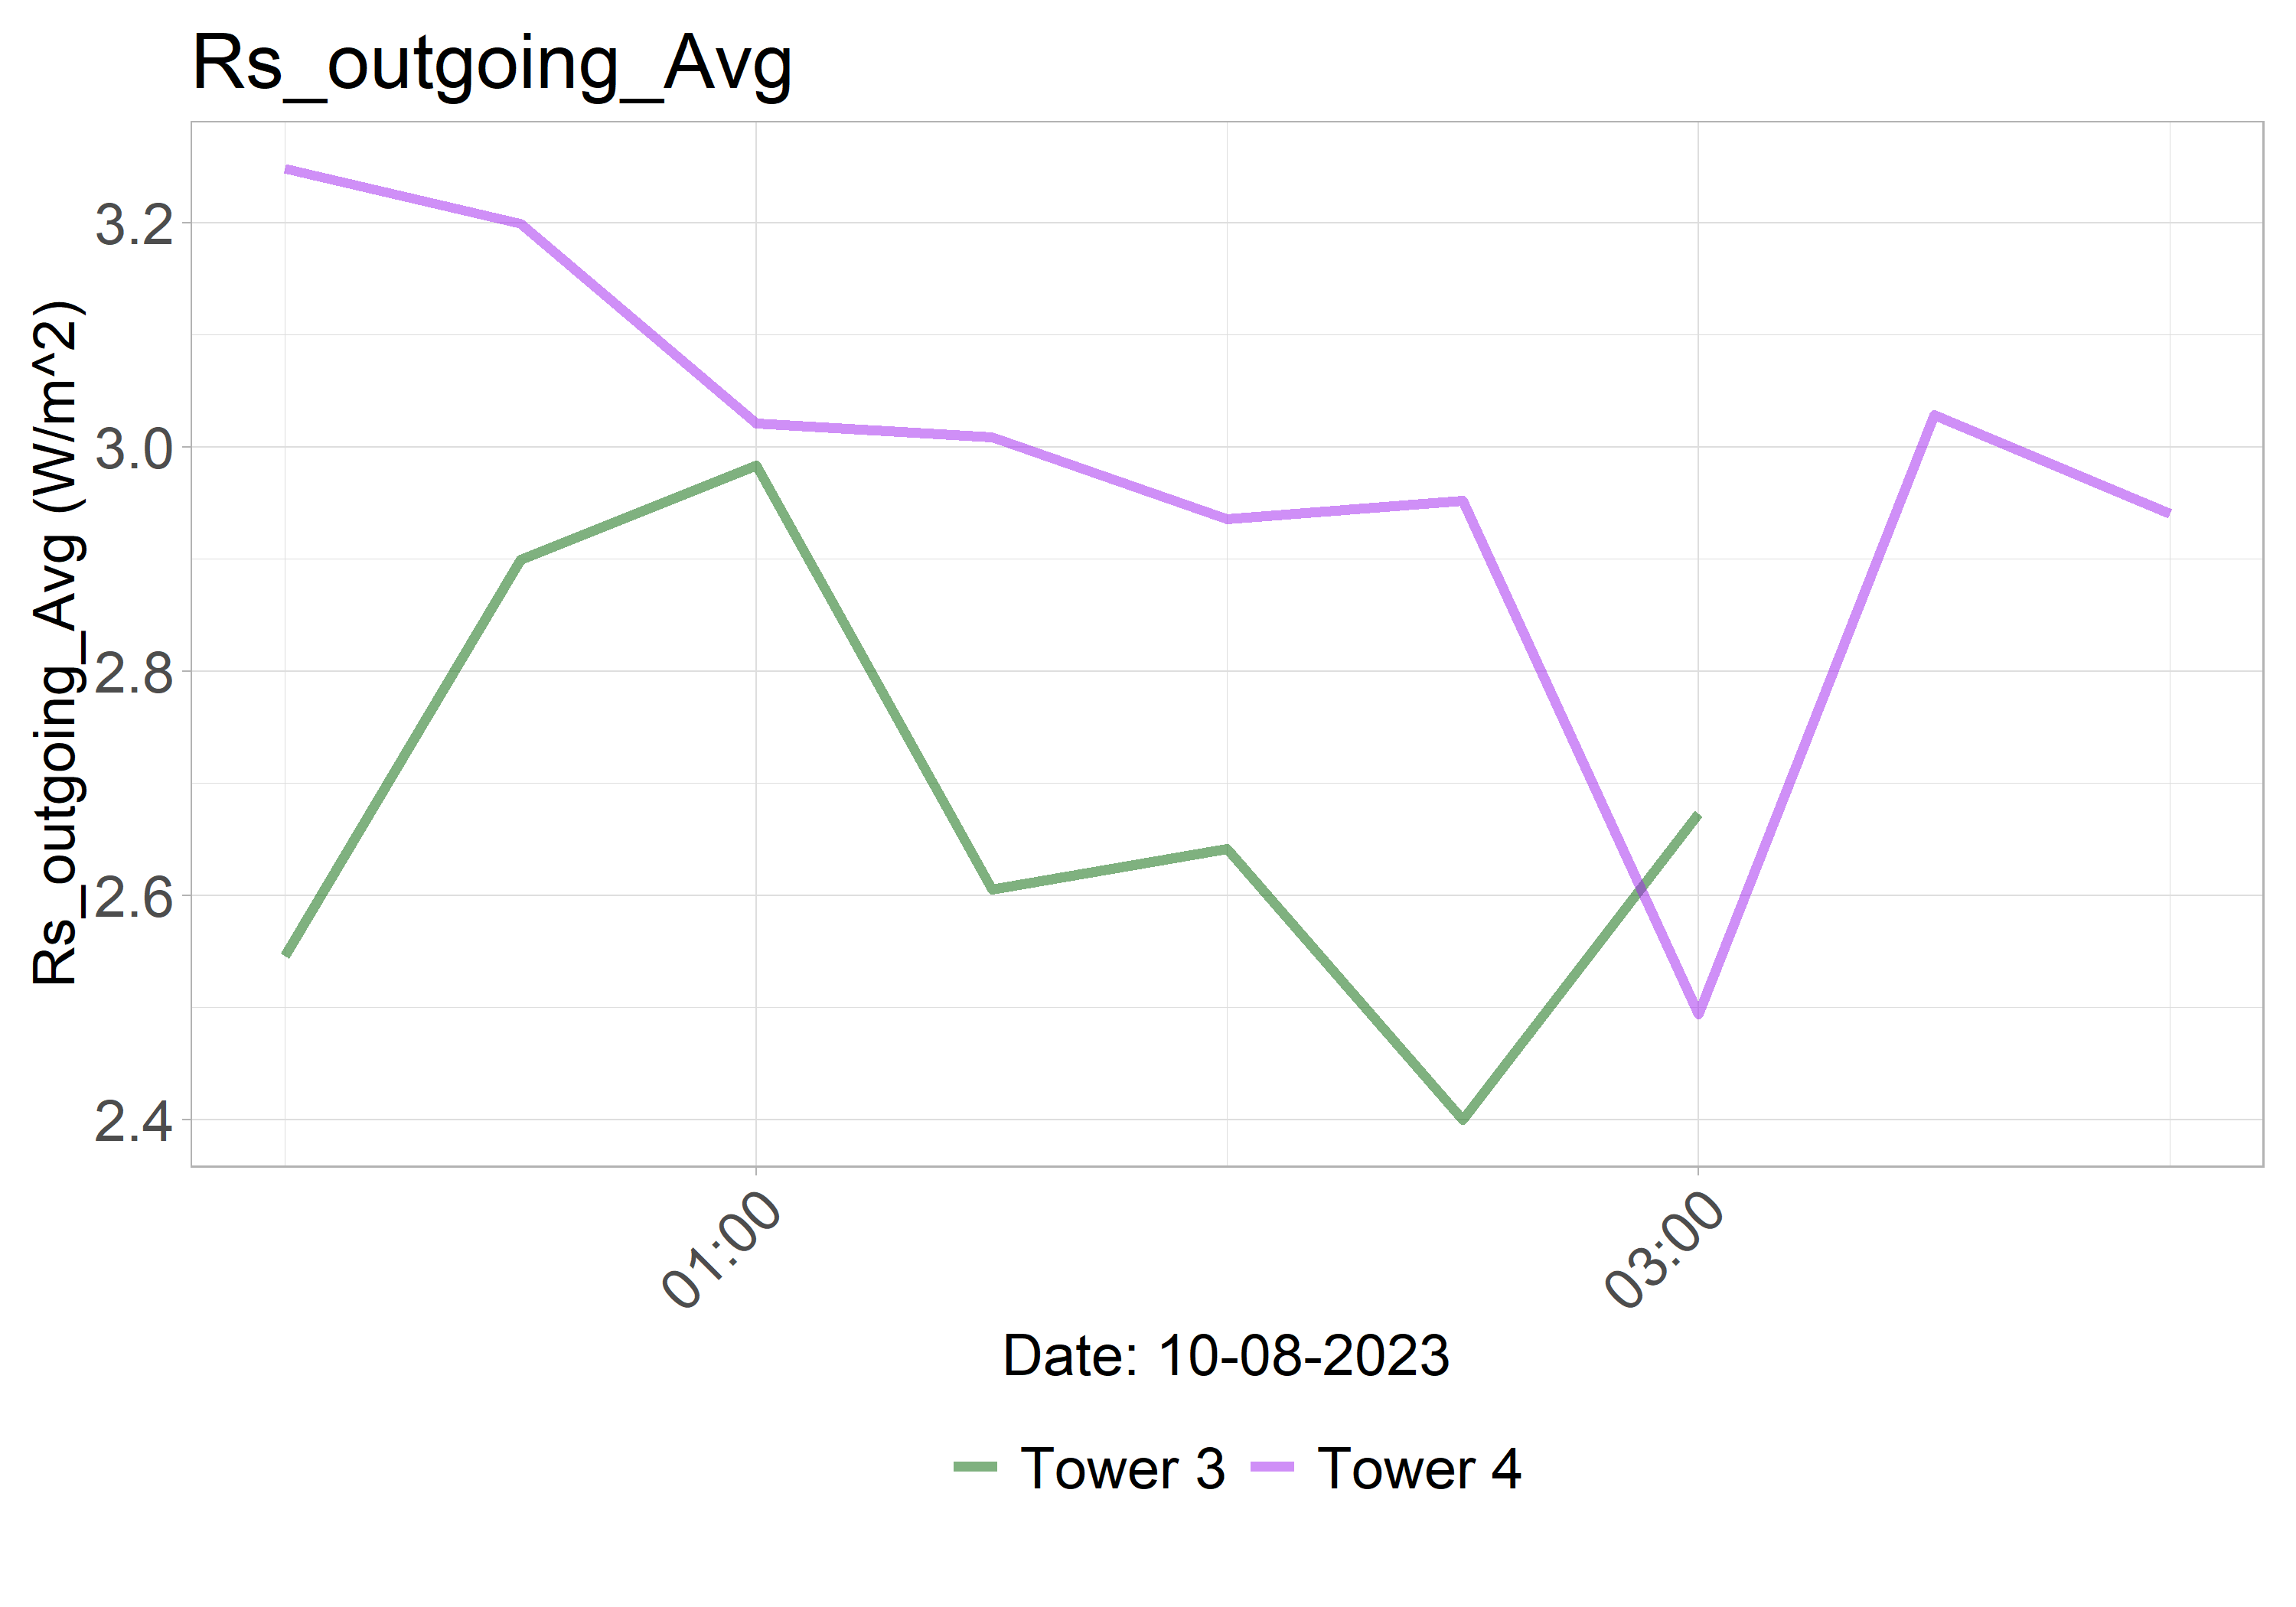 Rs_outgoing_Avg
Rs_outgoing_Avg (W/m^2)
3.2
3.0
2.8
2.6
2.4
01:00
03:00
Date: 10-08-2023
Tower 3
Tower 4